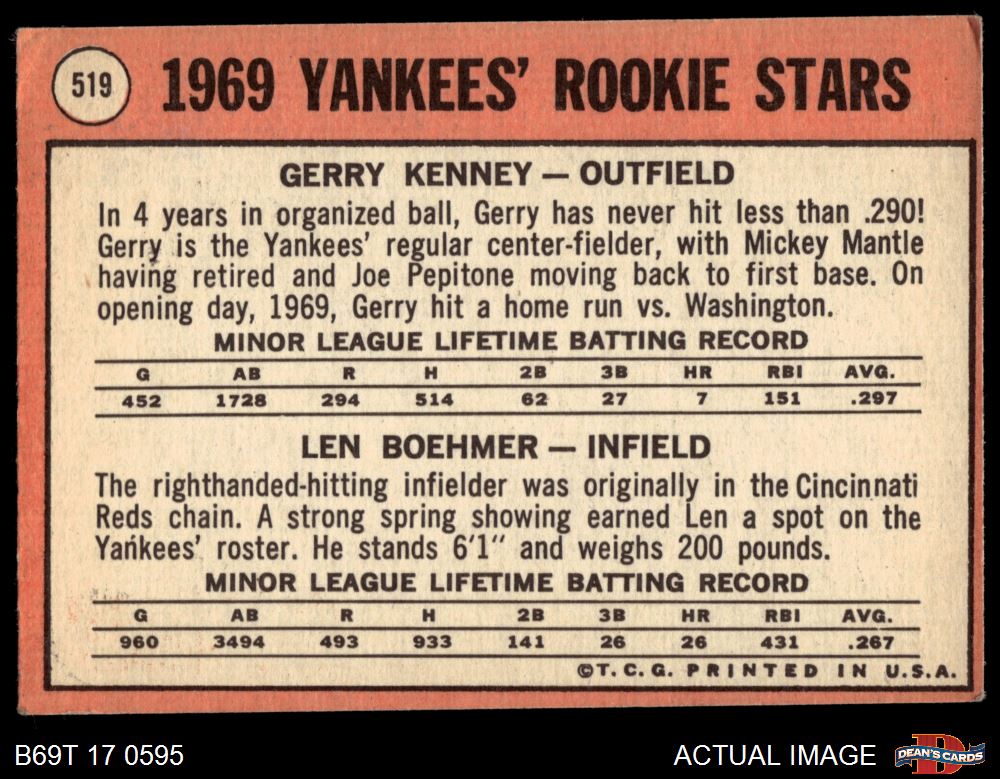 519
1969 YANKEES' ROOKIE STARS
GERRY KENNEY — OUTFIELD
In 4 years in organized ball, Gerry has never hit less than .290!
Gerry is the Yankees' regular center-fielder, with Mickey Mantle
having retired and Joe Pepitone moving back to first base. On
opening day, 1969, Gerry hit a home run vs. Washington.
MINOR LEAGUE LIFETIME BATTING RECORD
G AB R H 2B 3B HR RBI AVG.
452 1728 294 514 62 27 7 151 .297
LEN BOEHMER — INFIELD
The righthanded-hitting infielder was originally in the Cincinnati
Reds chain. A strong spring showing earned Len a spot on the
Yankees' roster. He stands 6'1" and weighs 200 pounds.
MINOR LEAGUE LIFETIME BATTING RECORD
G AB R H 2B 3B HR RBI AVG.
960 3494 493 933 141 26 26 431 .267
©T.C.G. PRINTED IN U.S.A.
B69T 17 0595
ACTUAL IMAGE
DEAN'S CARDS